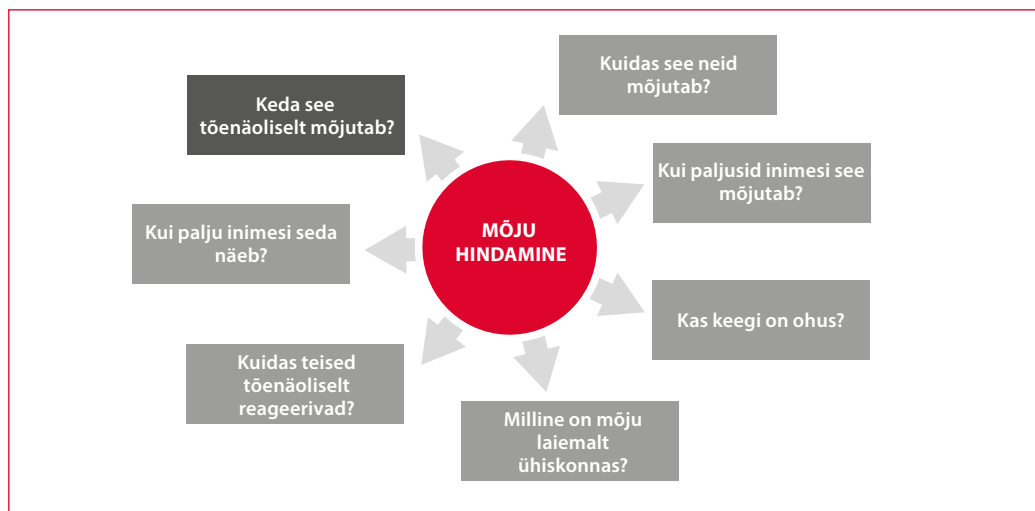 Keda see
tõenäoliselt mõjutab?
Kuidas see neid
mõjutab?
Kui paljusid inimesi see
mõjutab?
Kas keegi on ohus?
Milline on mõju
laiemalt
ühiskonnas?
Kuidas teised
tõenäoliselt
reageerivad?
Kui palju inimesi seda
näeb?
MÕJU
HINDAMINE